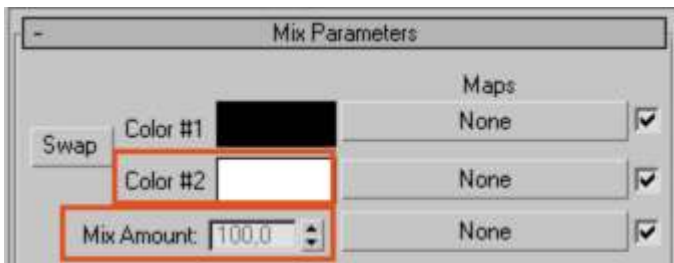 - Mix Parameters
Maps
Color #1 None
Swap
Color #2 None
Mix Amount: 100,0 None